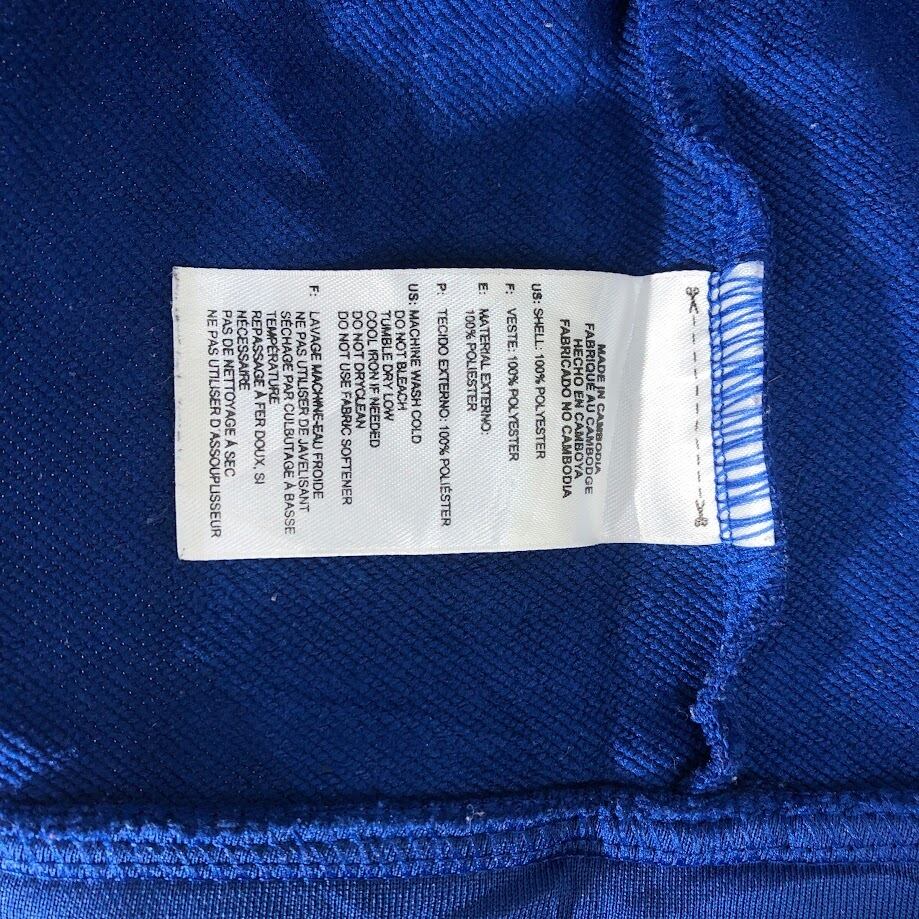 MADE IN CAMBODIA
FABRIQUÉ AU CAMBODGE
HECHO EN CAMBOYA
FABRICADO NO CAMBODIA
US: SHELL: 100% POLYESTER
F: VESTE: 100% POLYESTER
E: MATERIAL EXTERNO:
100% POLIESTER
P: TECIDO EXTERNO: 100% POLIÉSTER
US: MACHINE WASH COLD
DO NOT BLEACH
TUMBLE DRY LOW
COOL IRON IF NEEDED
DO NOT DRYCLEAN
DO NOT USE FABRIC SOFTENER
F: LAVAGE MACHINE-EAU FROIDE
NE PAS UTILISER DE JAVELISANT
SÉCHAGE PAR CULBUTAGE À BASSE
TEMPÉRATURE
REPASSAGE À FER DOUX, SI
NÉCESSAIRE
PAS DE NETTOYAGE À SEC
NE PAS UTILISER D'ASSOUPLISSEUR